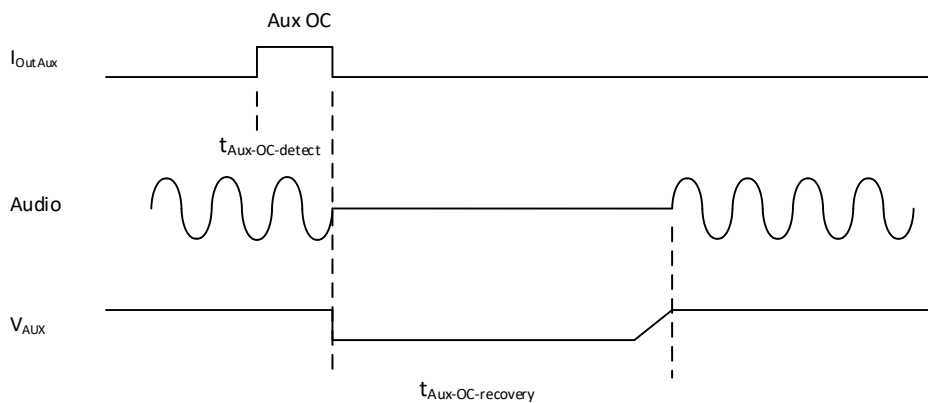 Aux OC
IOutAux
tAux-OC-detect
Audio
VAUX
tAux-OC-recovery